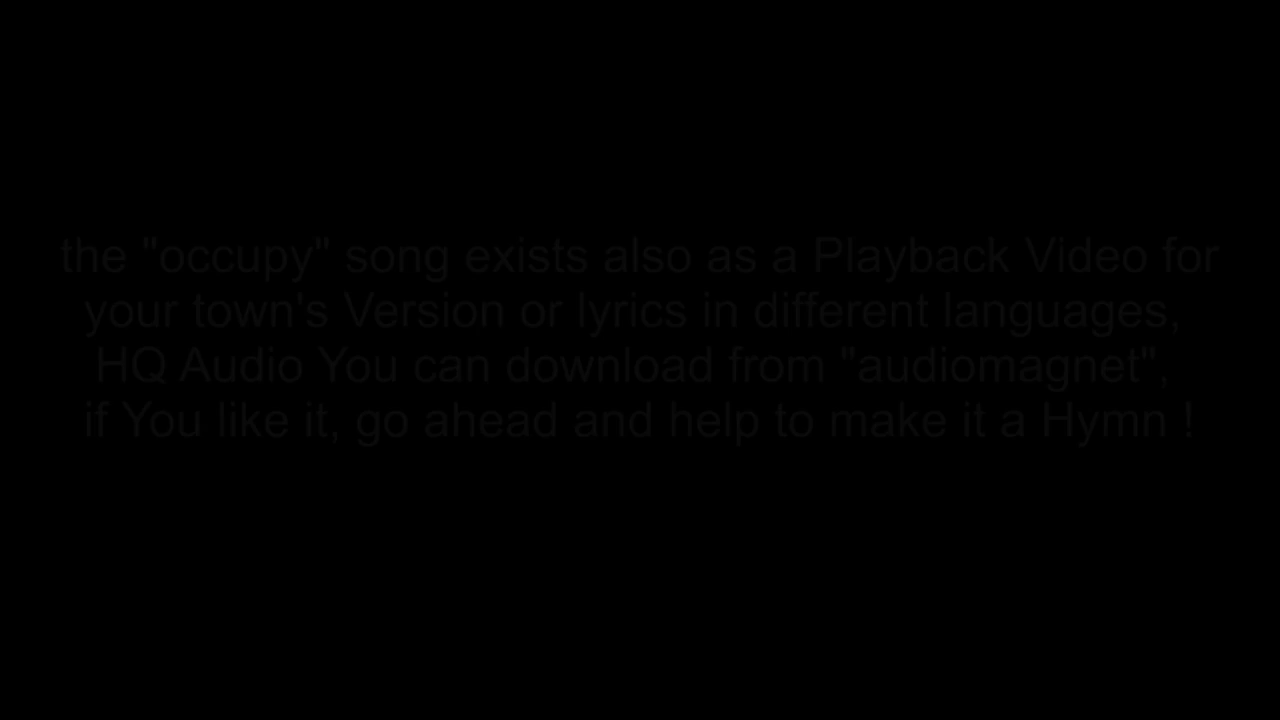 the "occupy" song exists also as a Playback Video for
your town's Version or lyrics in different languages,
HQ Audio You can download from "audiomagnet",
if You like it, go ahead and help to make it a Hymn !